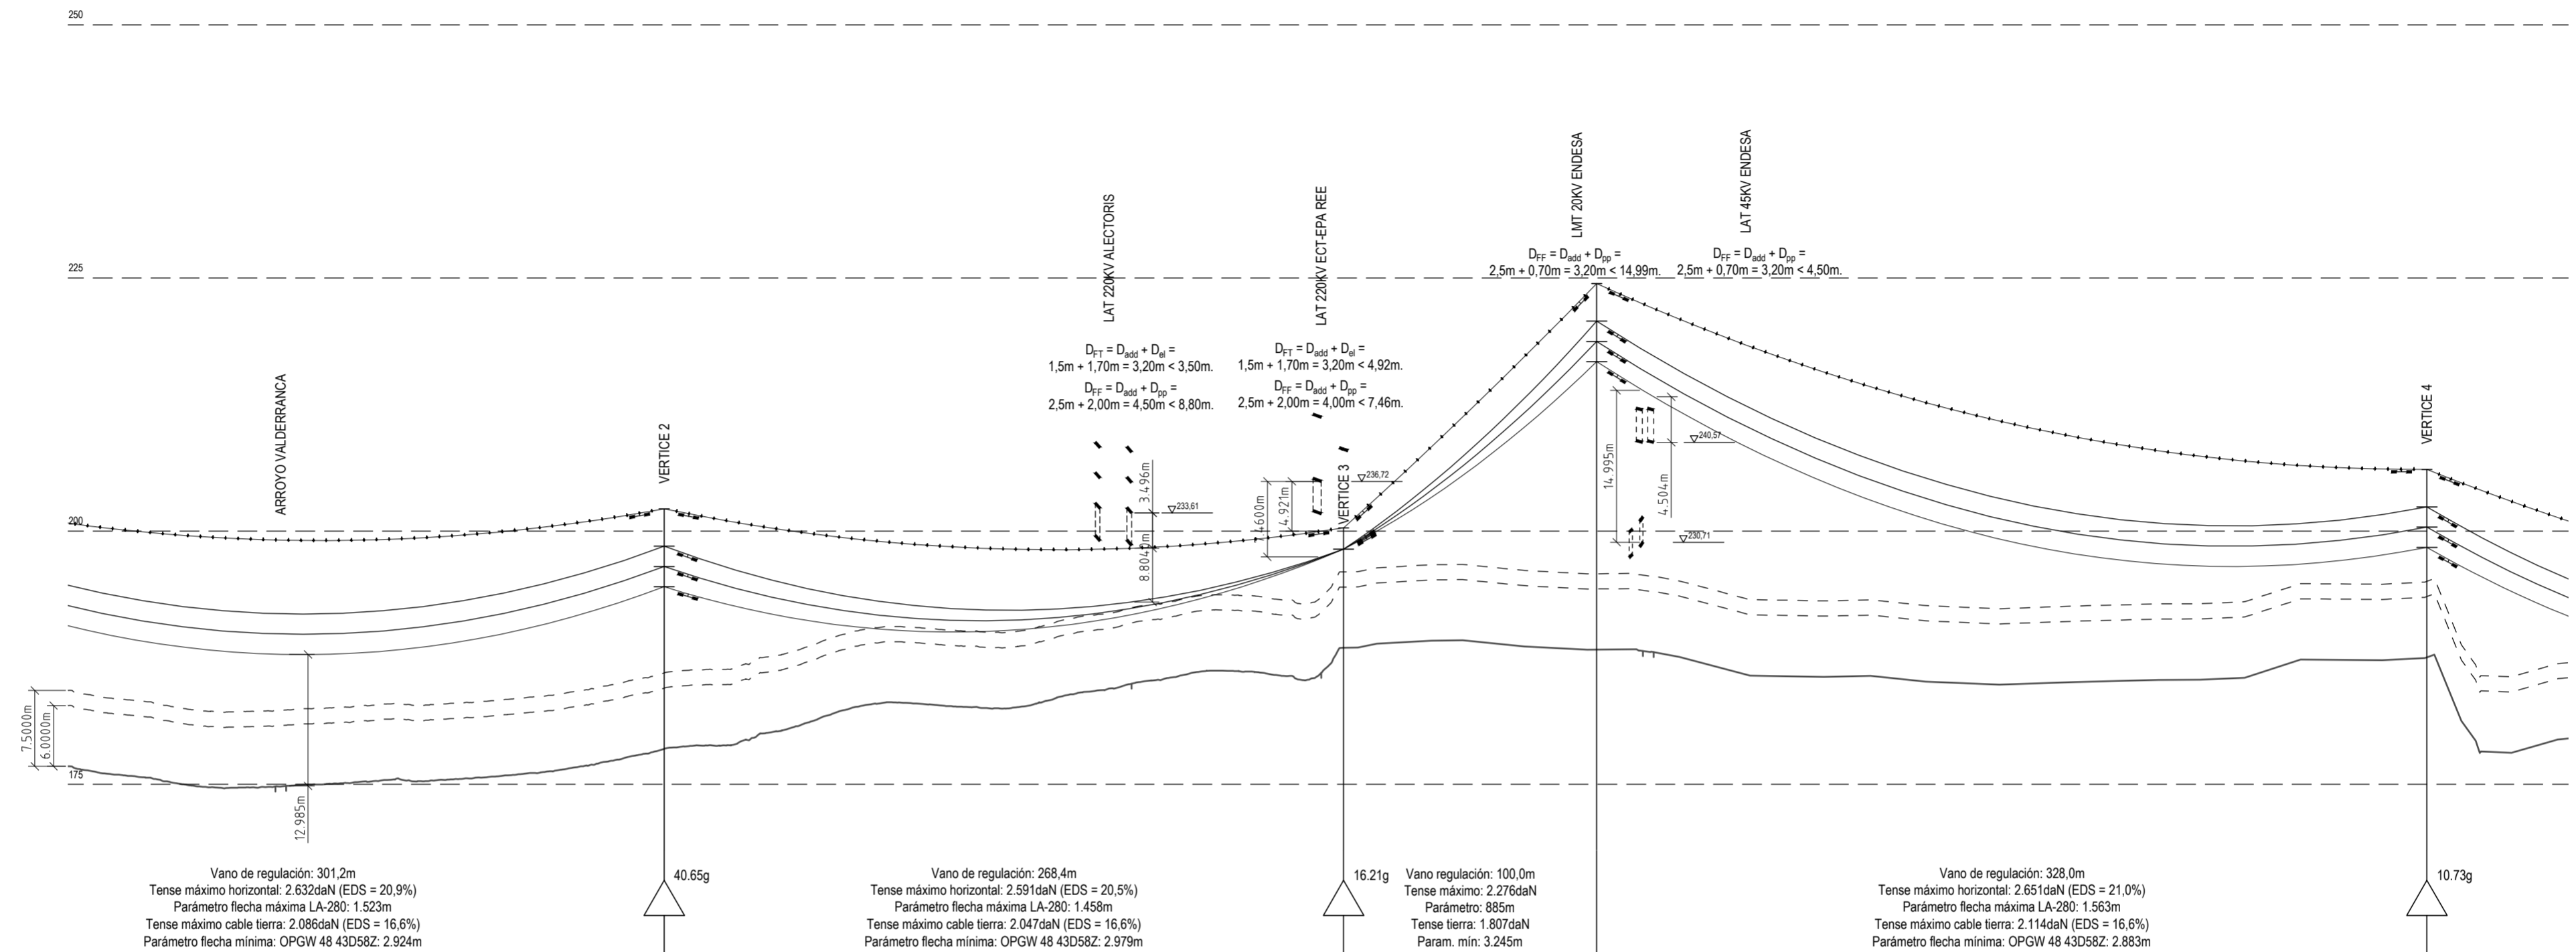 250
225
200
175
ARROYO VALDERRANCA
VERTICE 2
LAT 220KV ALECTORIS
D_FT = D_add + D_el =
1,5m + 1,70m = 3,20m < 3,50m.
D_FF = D_add + D_pp =
2,5m + 2,00m = 4,50m < 8,80m.
LAT 220KV ECT-EPA REE
D_FT = D_add + D_el =
1,5m + 1,70m = 3,20m < 4,92m.
D_FF = D_add + D_pp =
2,5m + 2,00m = 4,00m < 7,46m.
VERTICE 3
LMT 20KV ENDESA
D_FF = D_add + D_pp =
2,5m + 0,70m = 3,20m < 14,99m.
LAT 45KV ENDESA
D_FF = D_add + D_pp =
2,5m + 0,70m = 3,20m < 4,50m.
VERTICE 4
7.5000m
6.0000m
12.985m
3.496m
8.8040m
233,61
4.921m
236,72
14.995m
4.504m
240,57
230,71
40.65g
16.21g
10.73g
Vano de regulación: 301,2m
Tense máximo horizontal: 2.632daN (EDS = 20,9%)
Parámetro flecha máxima LA-280: 1.523m
Tense máximo cable tierra: 2.086daN (EDS = 16,6%)
Parámetro flecha mínima: OPGW 48 43D58Z: 2.924m
Vano de regulación: 268,4m
Tense máximo horizontal: 2.591daN (EDS = 20,5%)
Parámetro flecha máxima LA-280: 1.458m
Tense máximo cable tierra: 2.047daN (EDS = 16,6%)
Parámetro flecha mínima: OPGW 48 43D58Z: 2.979m
Vano regulación: 100,0m
Tense máximo: 2.276daN
Parámetro: 885m
Tense tierra: 1.807daN
Param. mín: 3.245m
Vano de regulación: 328,0m
Tense máximo horizontal: 2.651daN (EDS = 21,0%)
Parámetro flecha máxima LA-280: 1.563m
Tense máximo cable tierra: 2.114daN (EDS = 16,6%)
Parámetro flecha mínima: OPGW 48 43D58Z: 2.883m